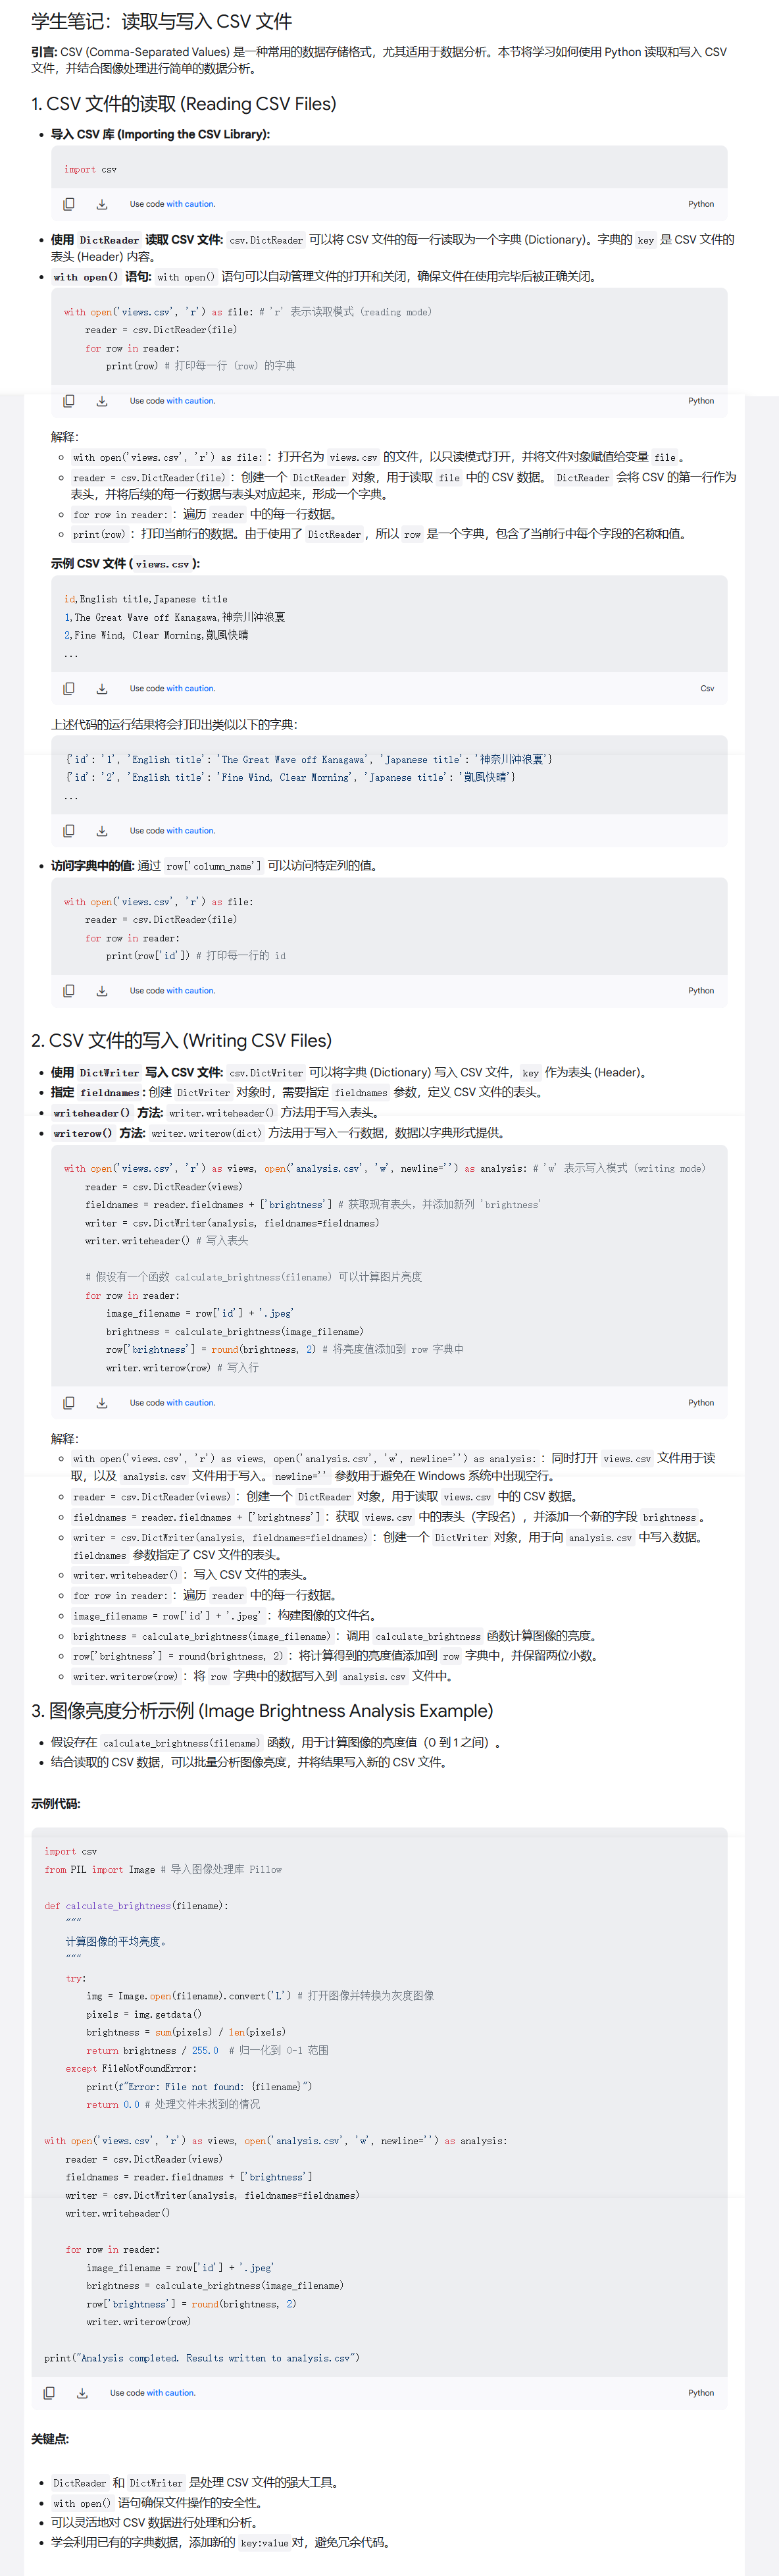 学生笔记：读取与写入 CSV 文件
引言: CSV (Comma-Separated Values) 是一种常用的数据存储格式，尤其适用于数据分析。本节将学习如何使用 Python 读取和写入 CSV
文件，并结合图像处理进行简单的数据分析。
1. CSV 文件的读取 (Reading CSV Files)
• 导入 CSV 库 (Importing the CSV Library):
import csv
Use code with caution. Python
• 使用 DictReader 读取 CSV 文件: csv.DictReader 可以将 CSV 文件的每一行读取为一个字典 (Dictionary)。字典的 key 是 CSV 文件的
表头 (Header) 内容。
• with open() 语句: with open() 语句可以自动管理文件的打开和关闭，确保文件在使用完毕后被正确关闭。
with open('views.csv', 'r') as file: # 'r' 表示读取模式 (reading mode)
    reader = csv.DictReader(file)
    for row in reader:
        print(row) # 打印每一行 (row) 的字典
Use code with caution. Python
解释：
○ with open('views.csv', 'r') as file: ：打开名为 views.csv 的文件，以只读模式打开，并将文件对象赋值给变量 file 。
○ reader = csv.DictReader(file) ：创建一个 DictReader 对象，用于读取 file 中的 CSV 数据。 DictReader 会将 CSV 的第一行作为
表头，并将后续的每一行数据与表头对应起来，形成一个字典。
○ for row in reader: ：遍历 reader 中的每一行数据。
○ print(row) ：打印当前行的数据。由于使用了 DictReader ，所以 row 是一个字典，包含了当前行中每个字段的名称和值。
示例 CSV 文件 ( views.csv ):
id,English title,Japanese title
1,The Great Wave off Kanagawa,神奈川沖浪裏
2,Fine Wind, Clear Morning,凱風快晴
...
Use code with caution. Csv
上述代码的运行结果将会打印出类似以下的字典：
{'id': '1', 'English title': 'The Great Wave off Kanagawa', 'Japanese title': '神奈川沖浪裏'}
{'id': '2', 'English title': 'Fine Wind, Clear Morning', 'Japanese title': '凱風快晴'}
...
Use code with caution.
• 访问字典中的值: 通过 row['column_name'] 可以访问特定列的值。
with open('views.csv', 'r') as file:
    reader = csv.DictReader(file)
    for row in reader:
        print(row['id']) # 打印每一行的 id
Use code with caution. Python
2. CSV 文件的写入 (Writing CSV Files)
• 使用 DictWriter 写入 CSV 文件: csv.DictWriter 可以将字典 (Dictionary) 写入 CSV 文件， key 作为表头 (Header)。
• 指定 fieldnames : 创建 DictWriter 对象时，需要指定 fieldnames 参数，定义 CSV 文件的表头。
• writeheader() 方法: writer.writeheader() 方法用于写入表头。
• writerow() 方法: writer.writerow(dict) 方法用于写入一行数据，数据以字典形式提供。
with open('views.csv', 'r') as views, open('analysis.csv', 'w', newline='') as analysis: # 'w' 表示写入模式 (writing mode)
    reader = csv.DictReader(views)
    fieldnames = reader.fieldnames + ['brightness'] # 获取现有表头，并添加新列 'brightness'
    writer = csv.DictWriter(analysis, fieldnames=fieldnames)
    writer.writeheader() # 写入表头
    # 假设有一个函数 calculate_brightness(filename) 可以计算图片亮度
    for row in reader:
        image_filename = row['id'] + '.jpeg'
        brightness = calculate_brightness(image_filename)
        row['brightness'] = round(brightness, 2) # 将亮度值添加到 row 字典中
        writer.writerow(row) # 写入行
Use code with caution. Python
解释：
○ with open('views.csv', 'r') as views, open('analysis.csv', 'w', newline='') as analysis: ：同时打开 views.csv 文件用于读
取，以及 analysis.csv 文件用于写入。 newline='' 参数用于避免在 Windows 系统中出现空行。
○ reader = csv.DictReader(views) ：创建一个 DictReader 对象，用于读取 views.csv 中的 CSV 数据。
○ fieldnames = reader.fieldnames + ['brightness'] ：获取 views.csv 中的表头（字段名），并添加一个新的字段 brightness 。
○ writer = csv.DictWriter(analysis, fieldnames=fieldnames) ：创建一个 DictWriter 对象，用于向 analysis.csv 中写入数据。
fieldnames 参数指定了 CSV 文件的表头。
○ writer.writeheader() ：写入 CSV 文件的表头。
○ for row in reader: ：遍历 reader 中的每一行数据。
○ image_filename = row['id'] + '.jpeg' ：构建图像的文件名。
○ brightness = calculate_brightness(image_filename) ：调用 calculate_brightness 函数计算图像的亮度。
○ row['brightness'] = round(brightness, 2) ：将计算得到的亮度值添加到 row 字典中，并保留两位小数。
○ writer.writerow(row) ：将 row 字典中的数据写入到 analysis.csv 文件中。
3. 图像亮度分析示例 (Image Brightness Analysis Example)
• 假设存在 calculate_brightness(filename) 函数，用于计算图像的亮度值（0 到 1 之间）。
• 结合读取的 CSV 数据，可以批量分析图像亮度，并将结果写入新的 CSV 文件。
示例代码:
import csv
from PIL import Image # 导入图像处理库 Pillow
def calculate_brightness(filename):
    """
    计算图像的平均亮度。
    """
    try:
        img = Image.open(filename).convert('L') # 打开图像并转换为灰度图像
        pixels = img.getdata()
        brightness = sum(pixels) / len(pixels)
        return brightness / 255.0  # 归一化到 0-1 范围
    except FileNotFoundError:
        print(f"Error: File not found: {filename}")
        return 0.0 # 处理文件未找到的情况
with open('views.csv', 'r') as views, open('analysis.csv', 'w', newline='') as analysis:
    reader = csv.DictReader(views)
    fieldnames = reader.fieldnames + ['brightness']
    writer = csv.DictWriter(analysis, fieldnames=fieldnames)
    writer.writeheader()
    for row in reader:
        image_filename = row['id'] + '.jpeg'
        brightness = calculate_brightness(image_filename)
        row['brightness'] = round(brightness, 2)
        writer.writerow(row)
print("Analysis completed. Results written to analysis.csv")
Use code with caution. Python
关键点:
• DictReader 和 DictWriter 是处理 CSV 文件的强大工具。
• with open() 语句确保文件操作的安全性。
• 可以灵活地对 CSV 数据进行处理和分析。
• 学会利用已有的字典数据，添加新的 key:value 对，避免冗余代码。